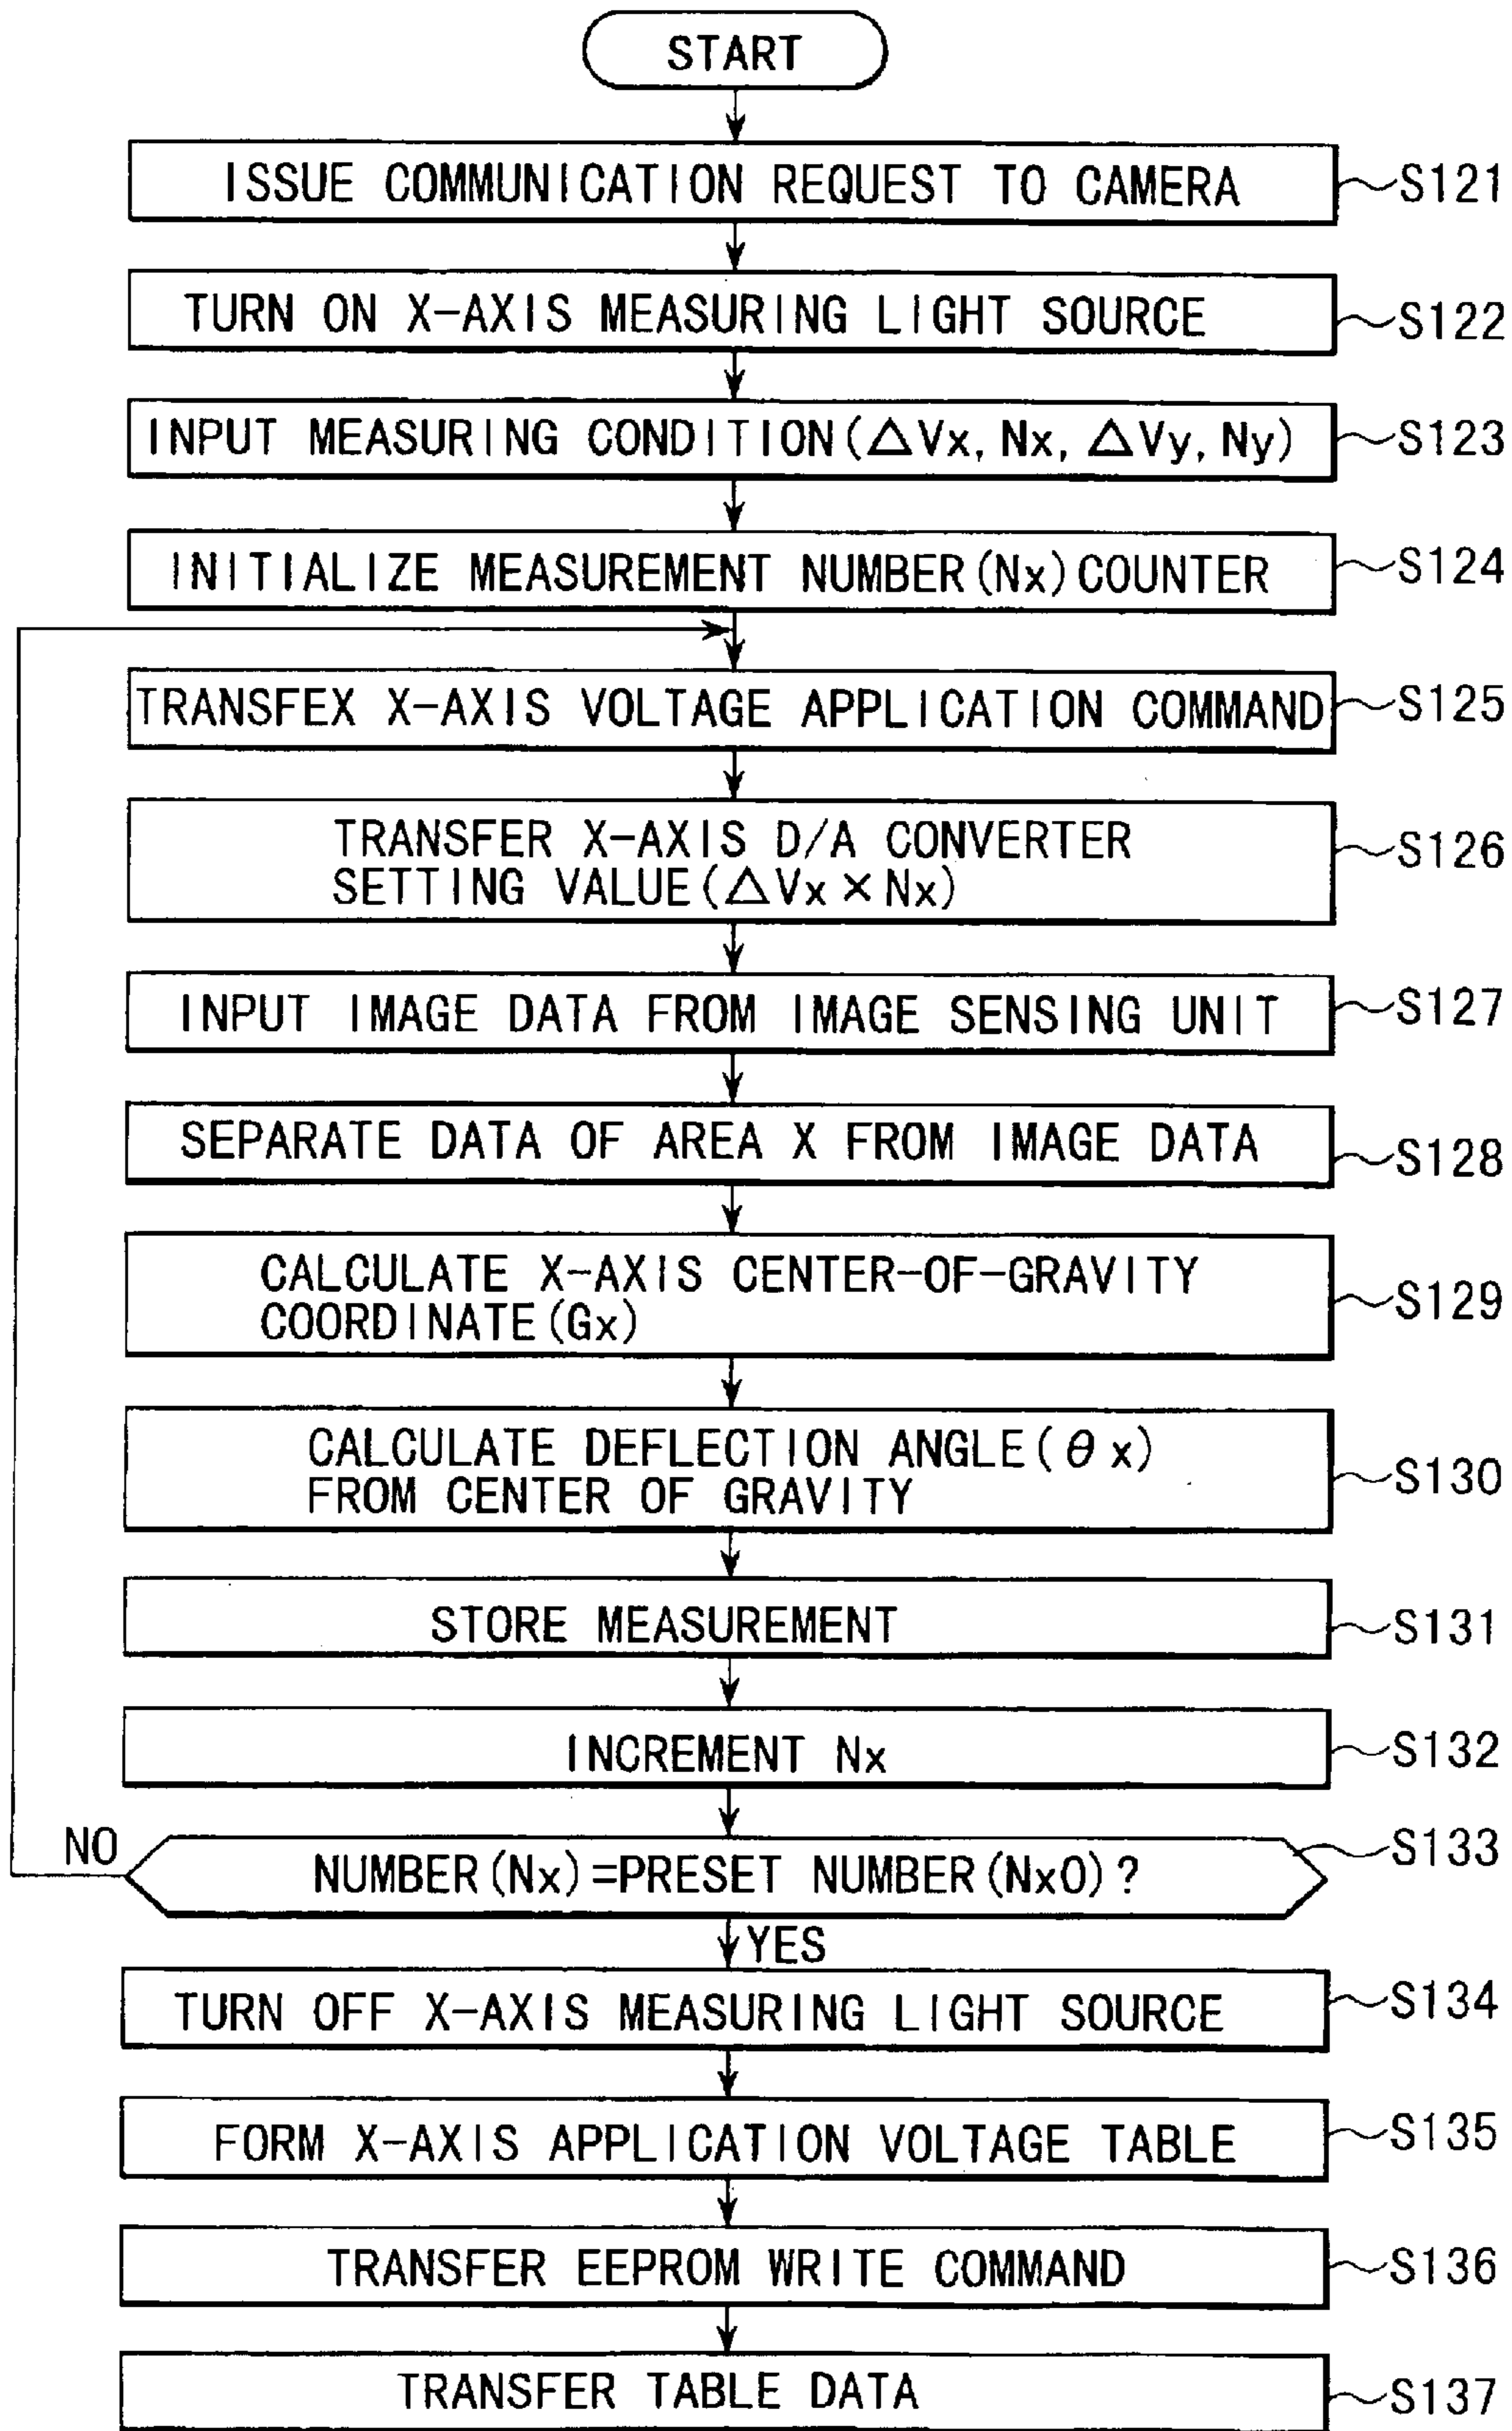 START
ISSUE COMMUNICATION REQUEST TO CAMERA
S121
TURN ON X-AXIS MEASURING LIGHT SOURCE
S122
INPUT MEASURING CONDITION(△Vx, Nx, △Vy, Ny)
S123
INITIALIZE MEASUREMENT NUMBER(Nx)COUNTER
S124
TRANSFEX X-AXIS VOLTAGE APPLICATION COMMAND
S125
TRANSFER X-AXIS D/A CONVERTER
SETTING VALUE(△Vx×Nx)
S126
INPUT IMAGE DATA FROM IMAGE SENSING UNIT
S127
SEPARATE DATA OF AREA X FROM IMAGE DATA
S128
CALCULATE X-AXIS CENTER-OF-GRAVITY
COORDINATE(Gx)
S129
CALCULATE DEFLECTION ANGLE(θx)
FROM CENTER OF GRAVITY
S130
STORE MEASUREMENT
S131
INCREMENT Nx
S132
NO
NUMBER(Nx)=PRESET NUMBER(Nx0)?
S133
YES
TURN OFF X-AXIS MEASURING LIGHT SOURCE
S134
FORM X-AXIS APPLICATION VOLTAGE TABLE
S135
TRANSFER EEPROM WRITE COMMAND
S136
TRANSFER TABLE DATA
S137